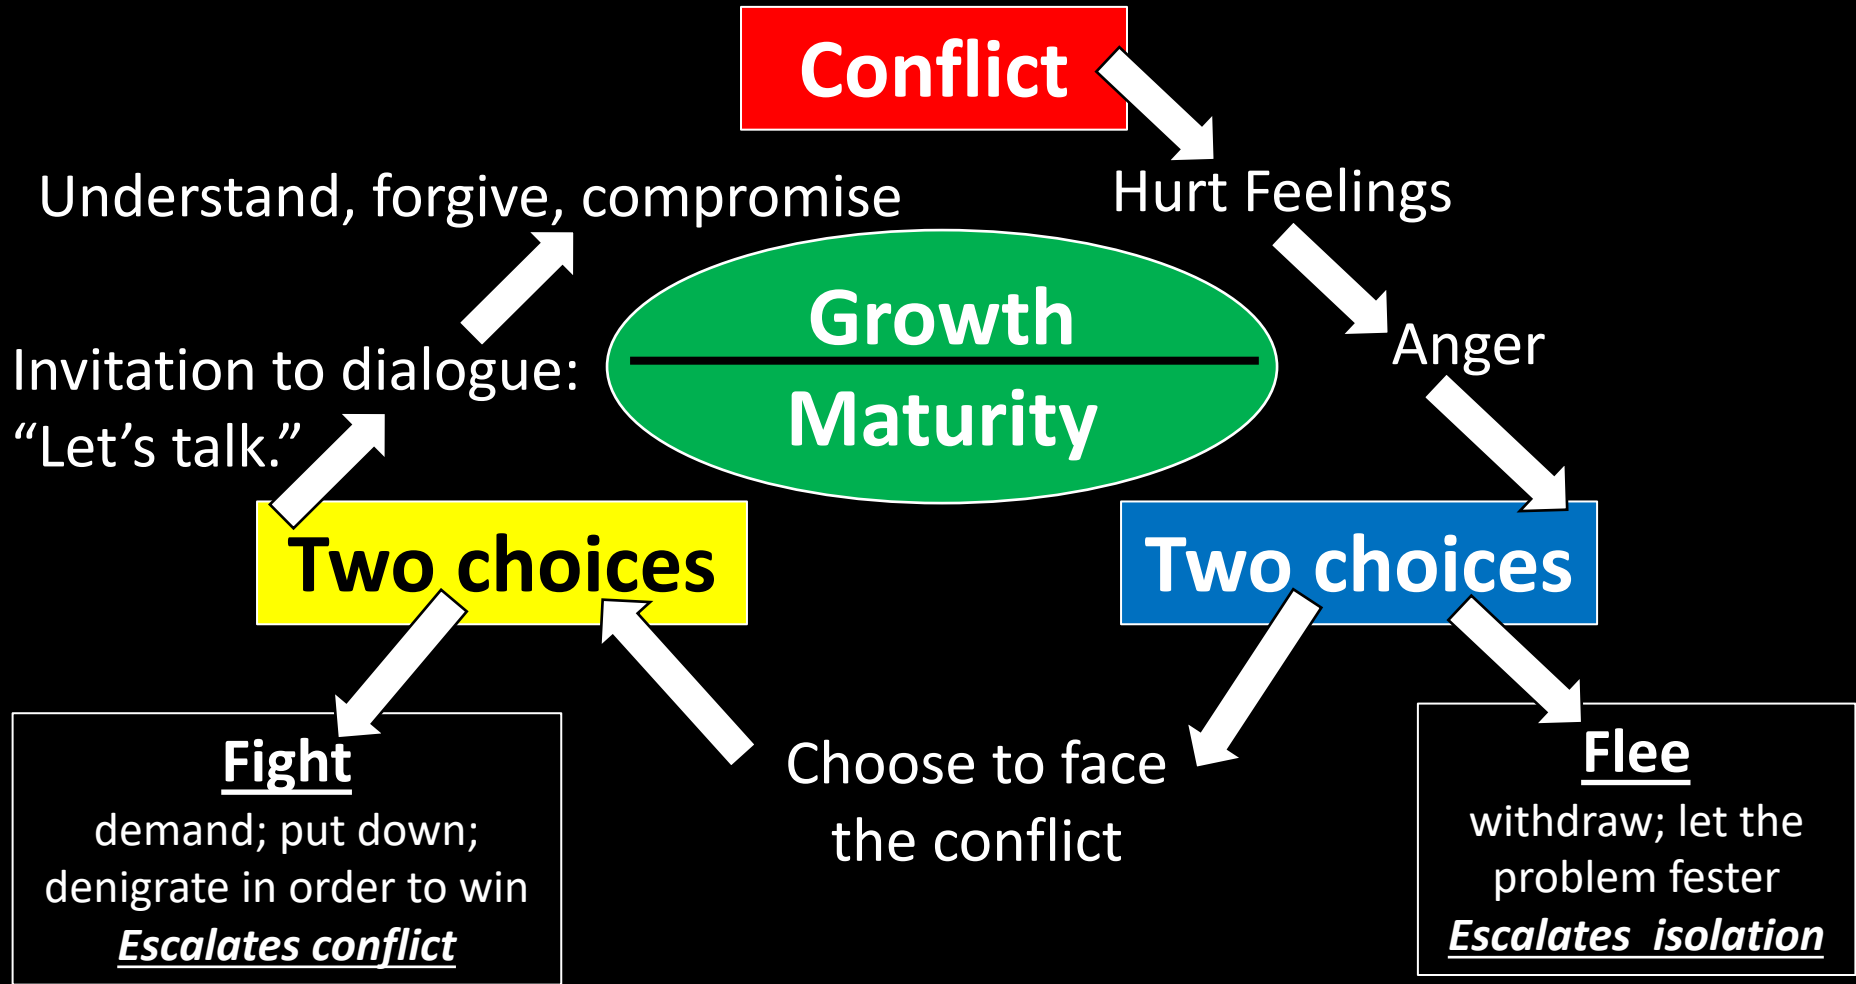 Conflict
Hurt Feelings
Anger
Two choices
Flee
withdraw; let the
problem fester
Escalates  isolation
Choose to face
the conflict
Two choices
Fight
demand; put down;
denigrate in order to win
Escalates conflict
Invitation to dialogue:
“Let’s talk.”
Understand, forgive, compromise
Growth
Maturity